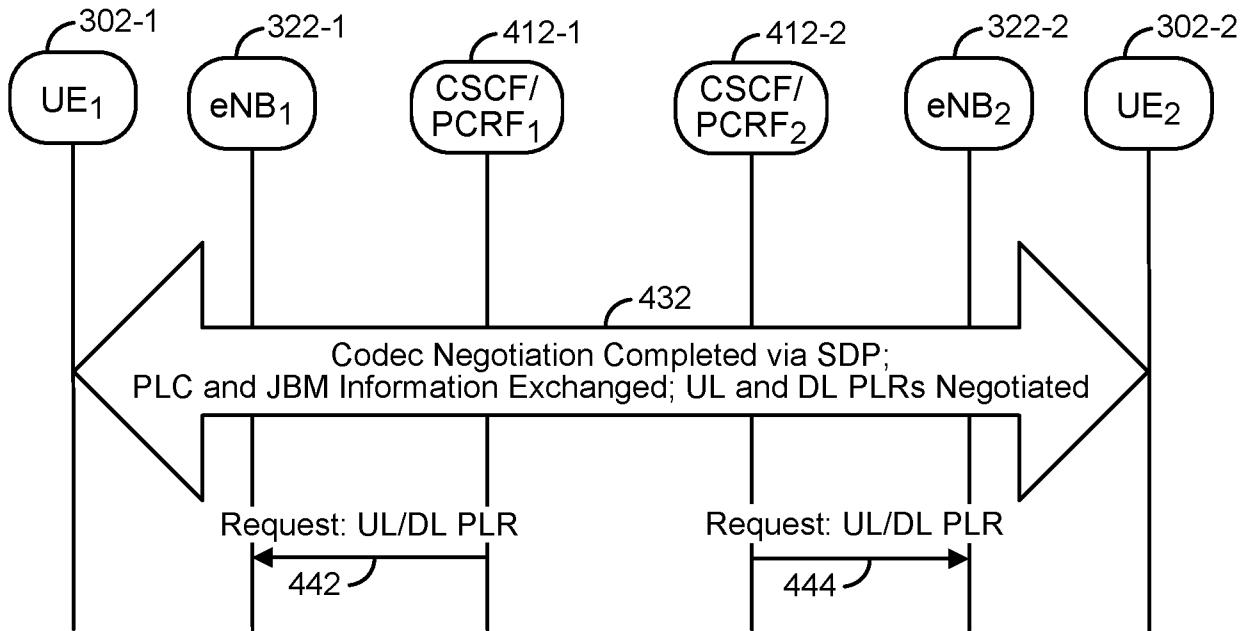 302-1
322-1
412-1
412-2
322-2
302-2
UE1
eNB1
CSCF/
PCRF1
CSCF/
PCRF2
eNB2
UE2
432
Codec Negotiation Completed via SDP;
PLC and JBM Information Exchanged; UL and DL PLRs Negotiated
Request: UL/DL PLR
Request: UL/DL PLR
442
444